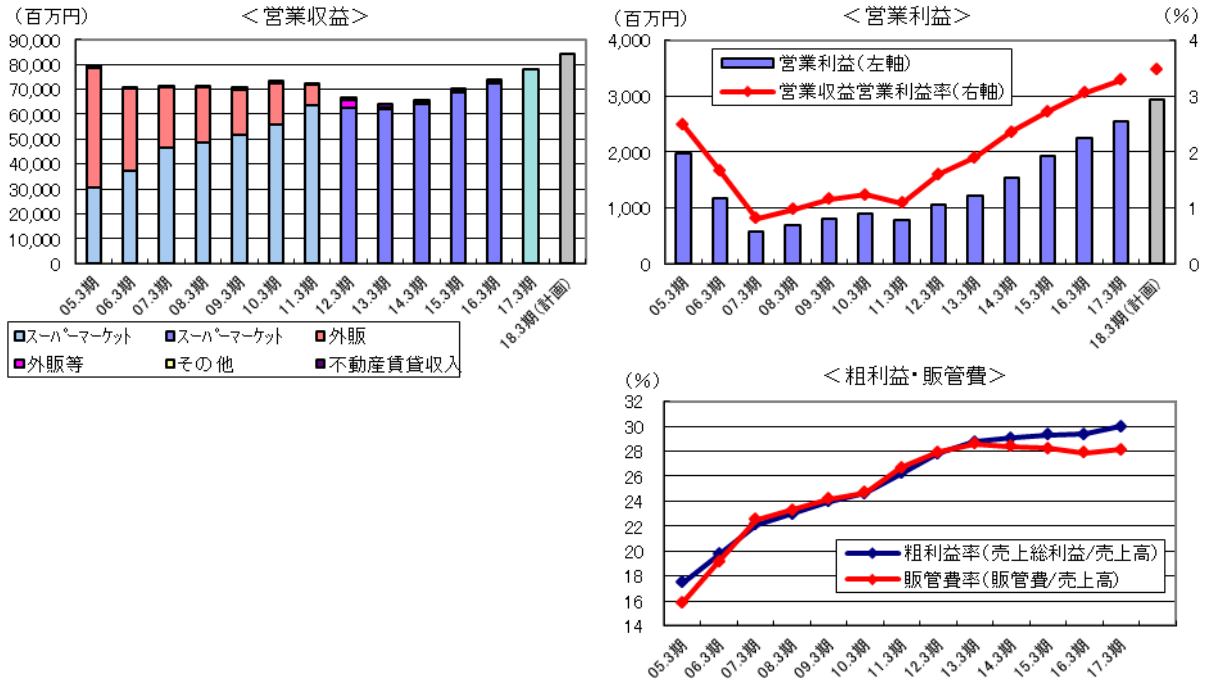 ＜営業収益＞
（百万円）
90,000
80,000
70,000
60,000
50,000
40,000
30,000
20,000
10,000
0
05.3期
06.3期
07.3期
08.3期
09.3期
10.3期
11.3期
12.3期
13.3期
14.3期
15.3期
16.3期
17.3期
18.3期(計画)
スーパーマーケット スーパーマーケット 外販
外販等 その他 不動産賃貸収入
＜営業利益＞
（百万円） （％）
4,000
3,000
2,000
1,000
0
4
3
2
1
0
営業利益（左軸）
営業収益営業利益率（右軸）
05.3期
06.3期
07.3期
08.3期
09.3期
10.3期
11.3期
12.3期
13.3期
14.3期
15.3期
16.3期
17.3期
18.3期(計画)
＜粗利益・販管費＞
（％）
32
30
28
26
24
22
20
18
16
14
粗利益率（売上総利益/売上高）
販管費率（販管費/売上高）
05.3期
06.3期
07.3期
08.3期
09.3期
10.3期
11.3期
12.3期
13.3期
14.3期
15.3期
16.3期
17.3期